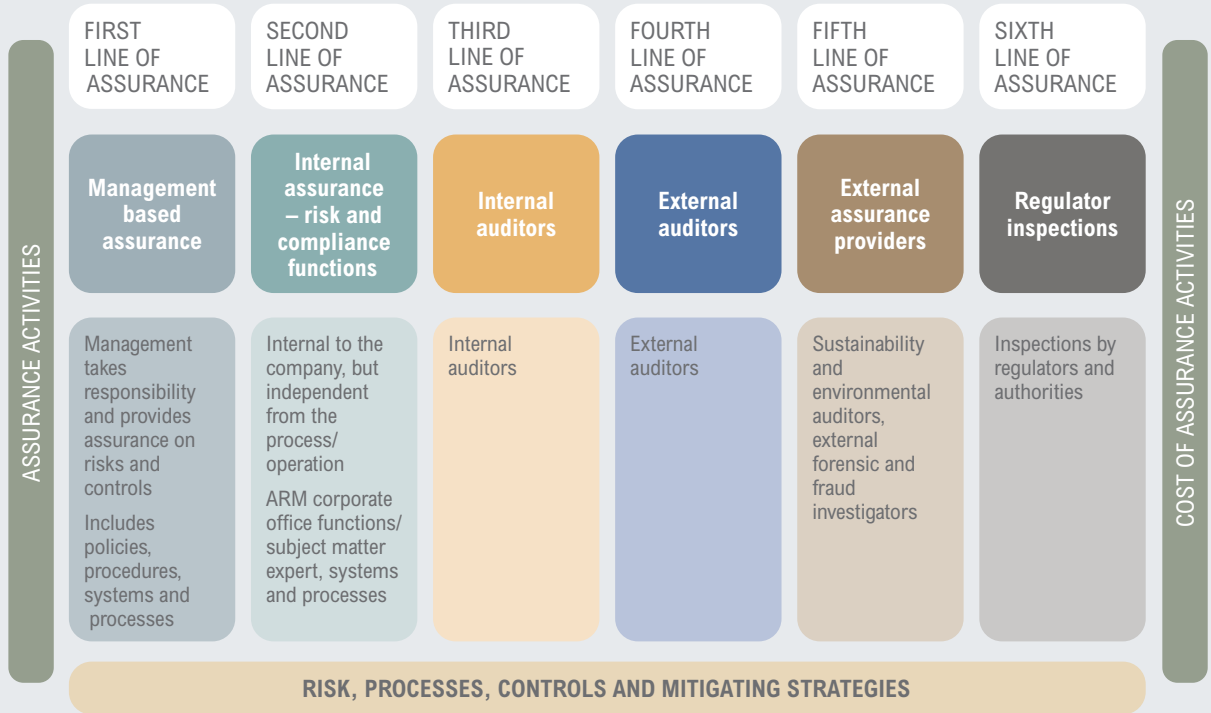 FIRST
LINE OF
ASSURANCE
SECOND
LINE OF
ASSURANCE
THIRD
LINE OF
ASSURANCE
FOURTH
LINE OF
ASSURANCE
FIFTH
LINE OF
ASSURANCE
SIXTH
LINE OF
ASSURANCE
ASSURANCE ACTIVITIES
Management
based
assurance
Internal
assurance
– risk and
compliance
functions
Internal
auditors
External
auditors
External
assurance
providers
Regulator
inspections
COST OF ASSURANCE ACTIVITIES
Management
takes
responsibility
and provides
assurance on
risks and
controls
Includes
policies,
procedures,
systems and
processes
Internal to the
company, but
independent
from the
process/
operation
ARM corporate
office functions/
subject matter
expert, systems
and processes
Internal
auditors
External
auditors
Sustainability
and
environmental
auditors,
external
forensic and
fraud
investigators
Inspections by
regulators and
authorities
RISK, PROCESSES, CONTROLS AND MITIGATING STRATEGIES